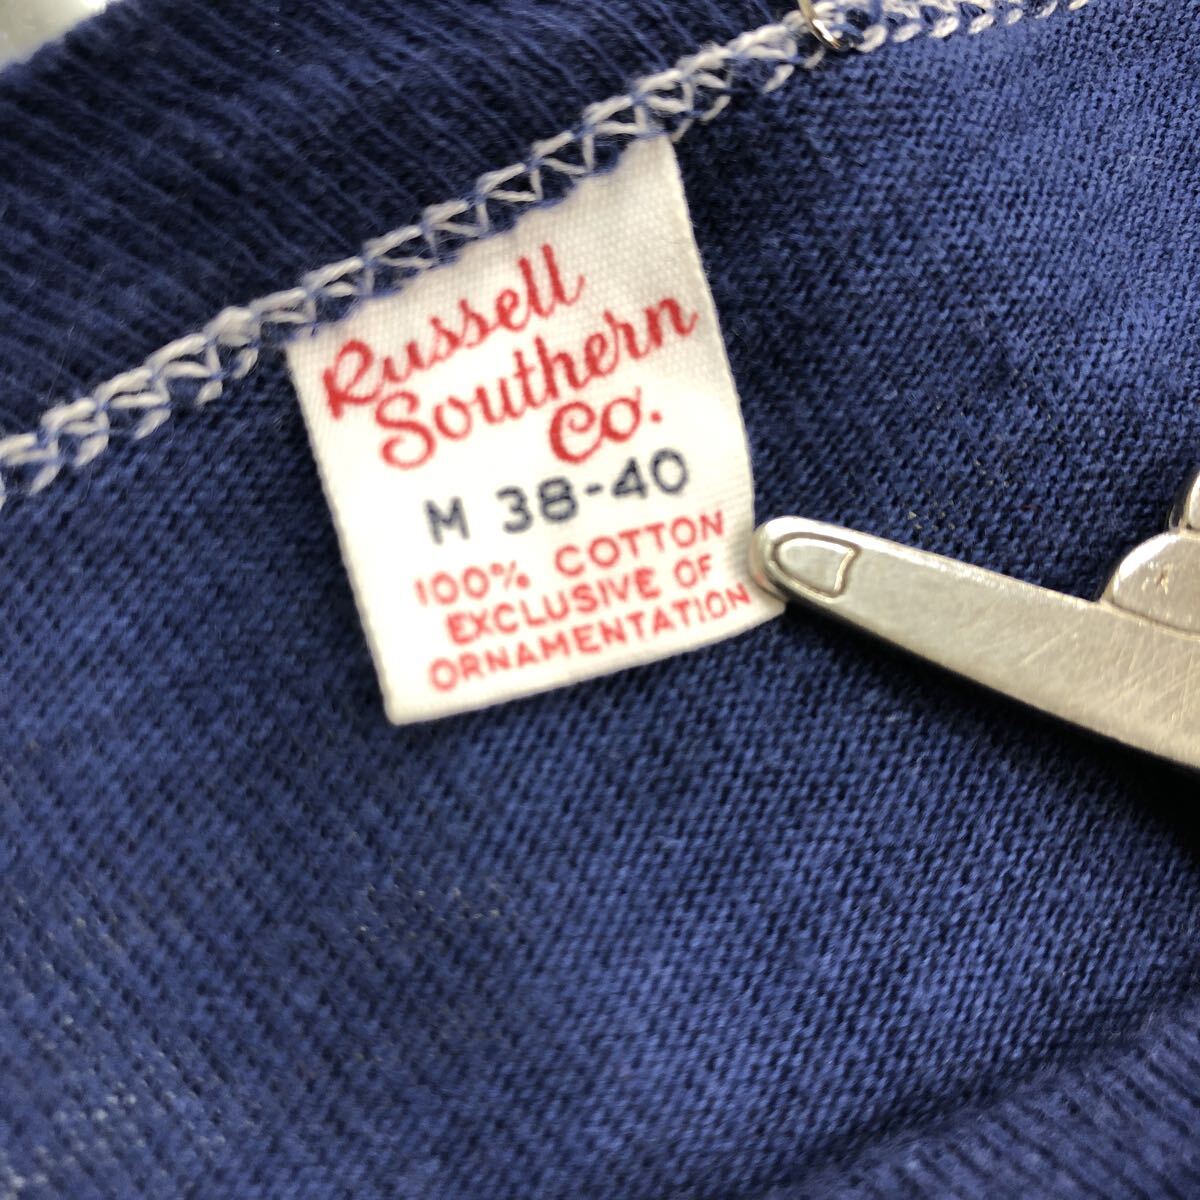 Russell
Southern
Co.
M 38-40
100% COTTON
EXCLUSIVE OF
ORNAMENTATION